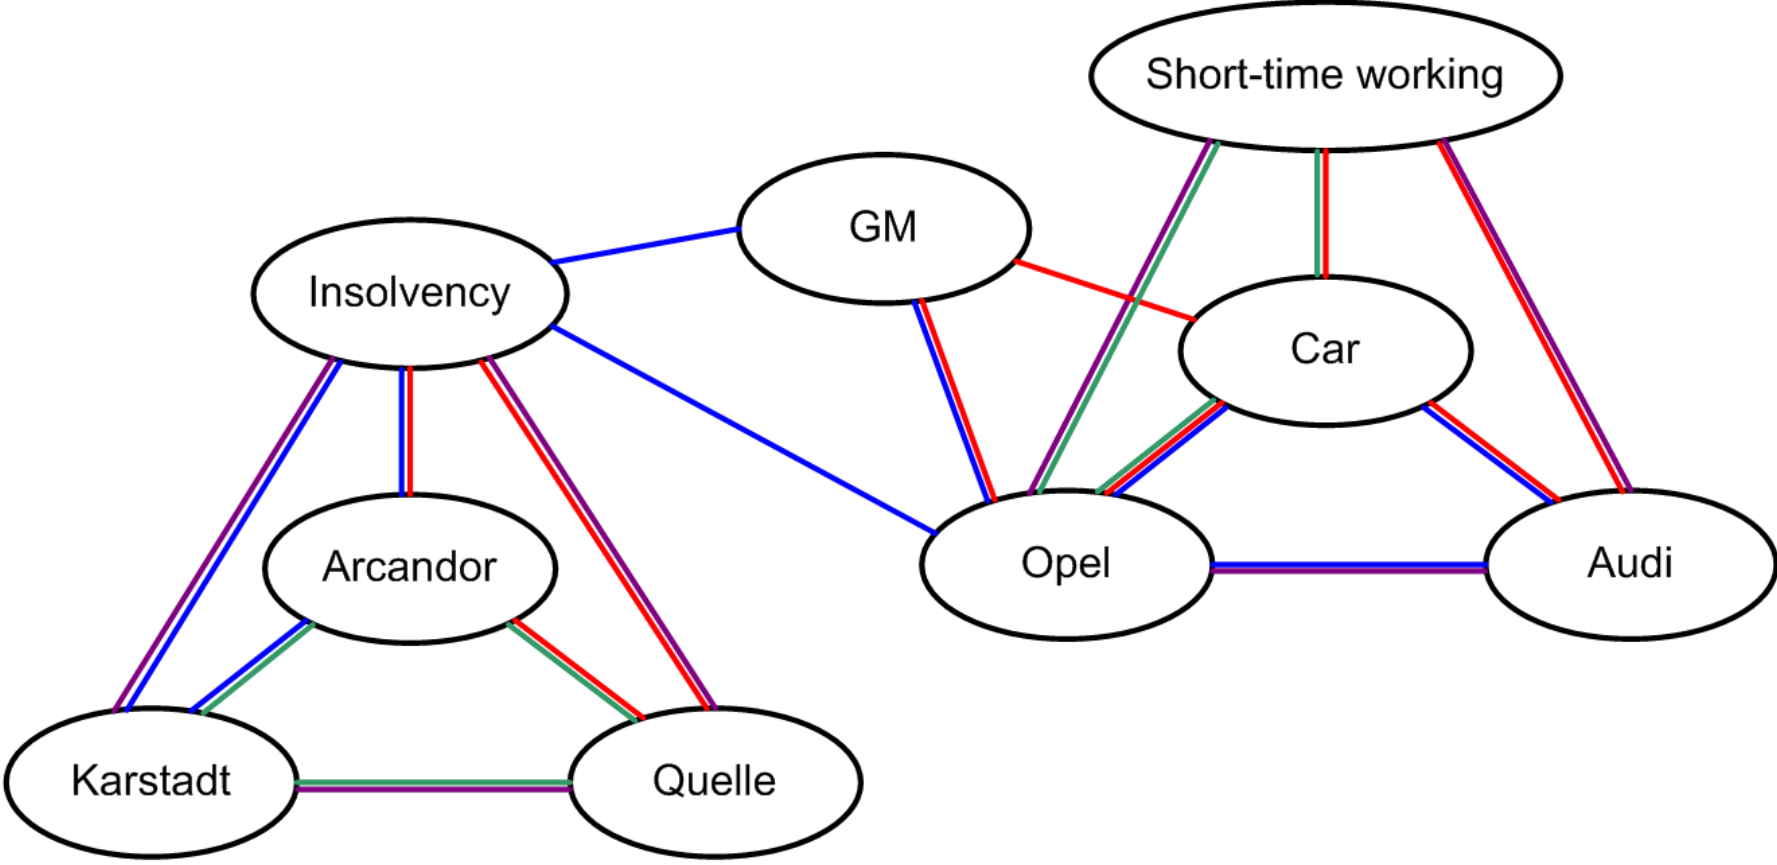 Short-time working
GM
Insolvency
Car
Arcandor
Opel
Audi
Karstadt
Quelle